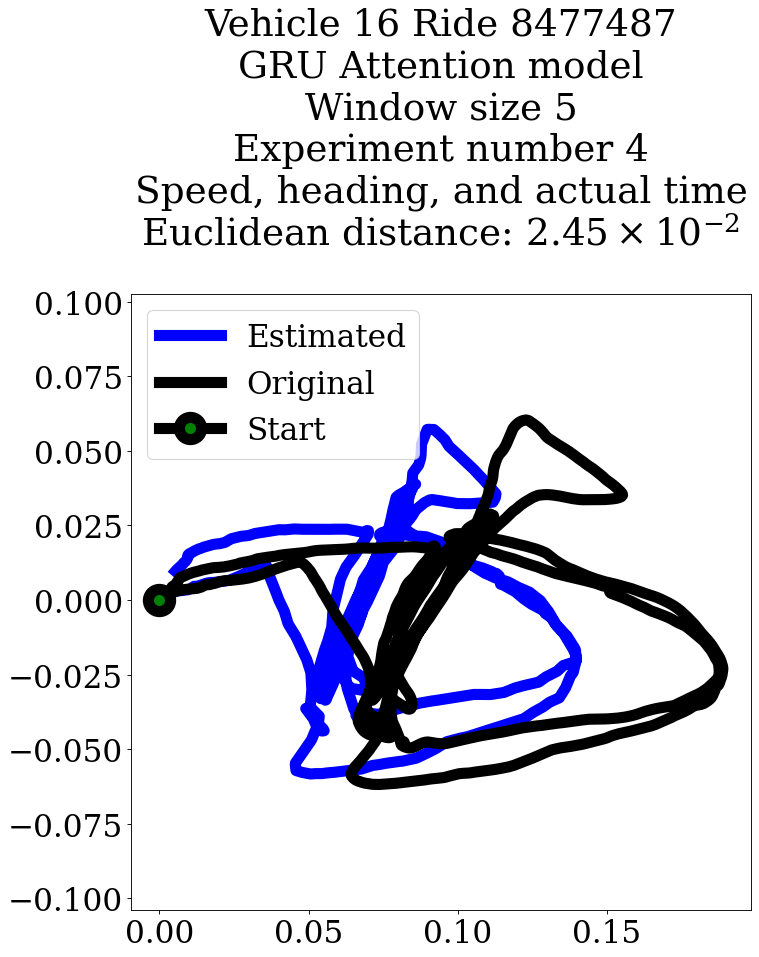 Vehicle 16 Ride 8477487
GRU Attention model
Window size 5
Experiment number 4
Speed, heading, and actual time
Euclidean distance: 2.45 × 10⁻²
Estimated
Original
Start
0.100
0.075
0.050
0.025
0.000
−0.025
−0.050
−0.075
−0.100
0.00 0.05 0.10 0.15